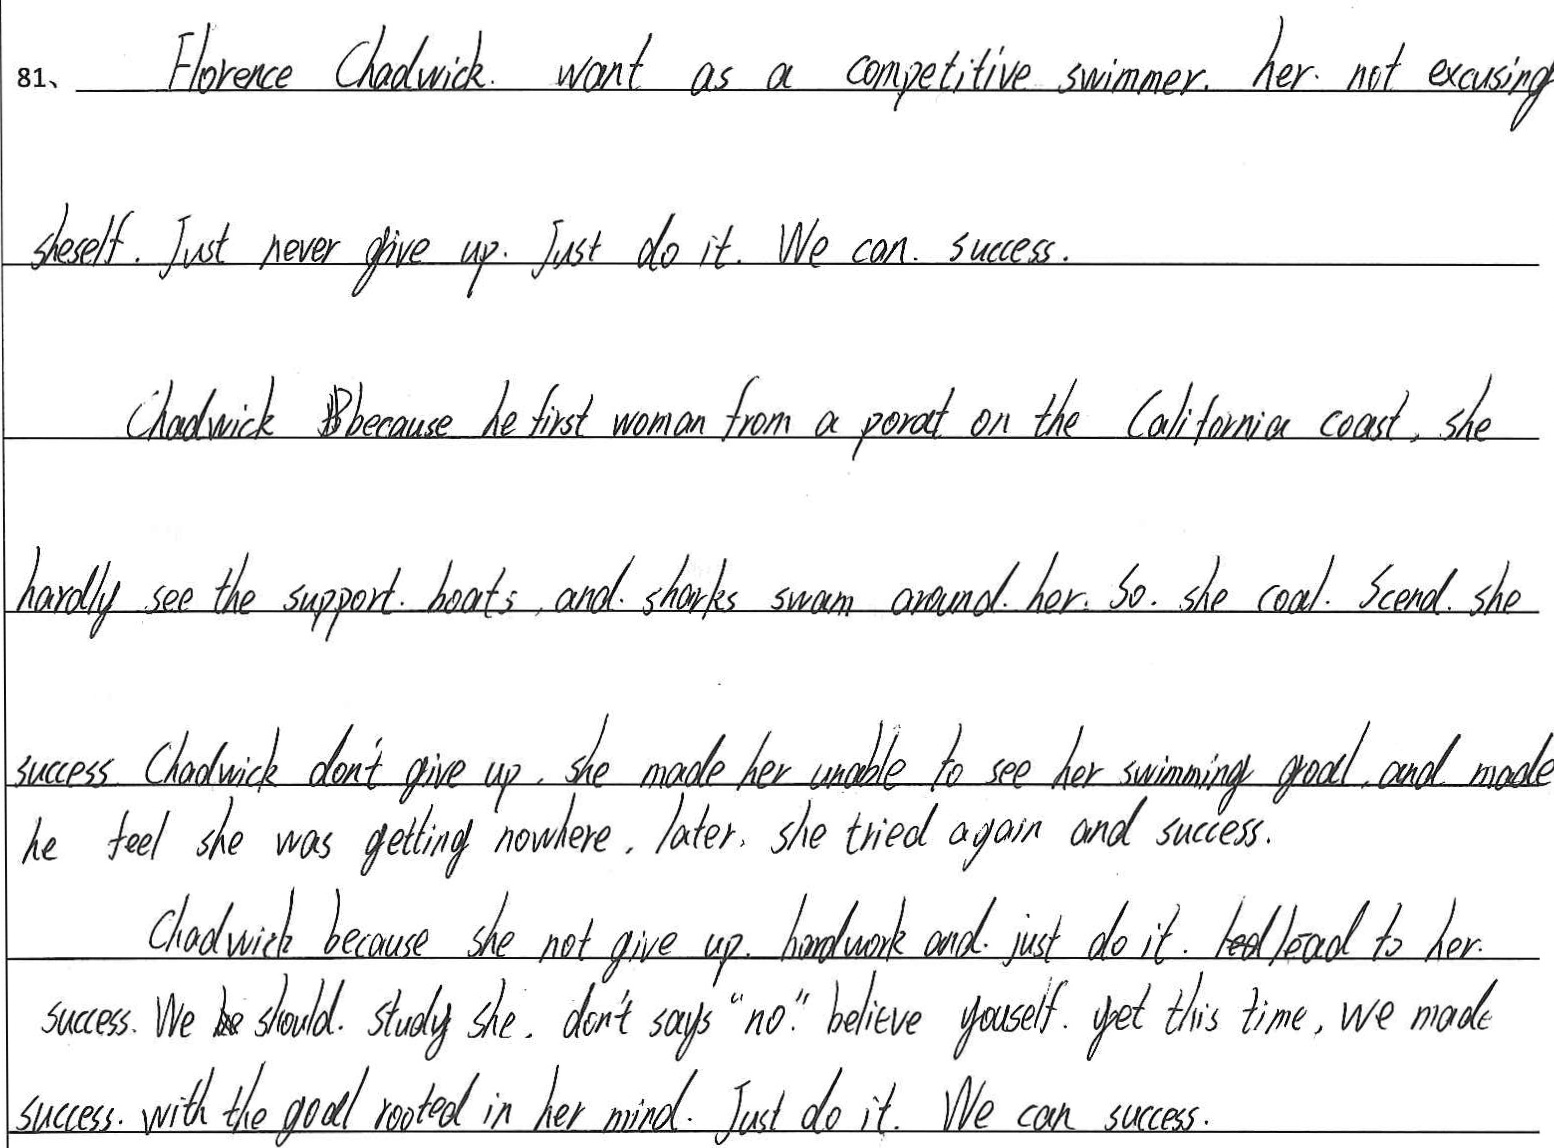 81、 Florence Chadwick. want as a competitive swimmer. her. not excusing
sheself. Just never give up. Just do it. We can. success.
Chadwick because he first woman from a porat on the California coast, she
hardly see the support. boats, and. sharks swam around. her. So. she coal. Scend. she
success. Chadwick don't give up. she made her unable to see her swimming goal, and made
he feel she was getting nowhere. later, she tried again and success.
Chadwick because she not give up. hardwork and. just do it. lead to her.
success. We should. study she. don't says "no". believe youself. yet this time, we made
success. with the goal rooted in her mind. Just do it. We can success.